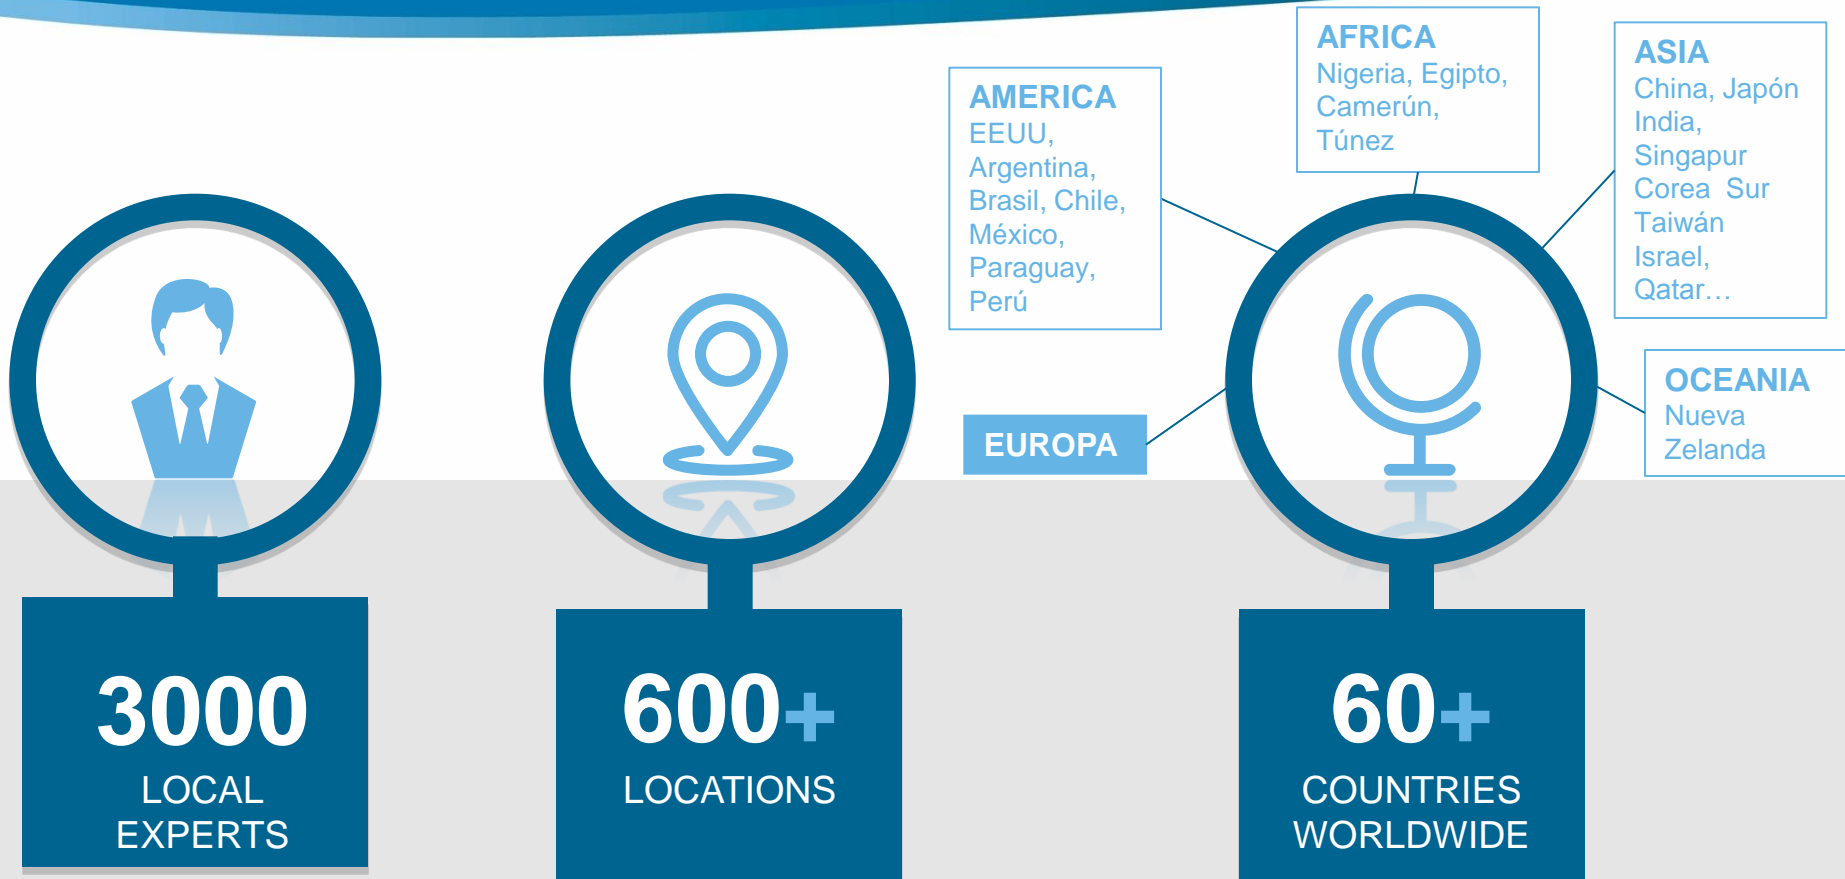 AFRICA
Nigeria, Egipto,
Camerún,
Túnez
ASIA
China, Japón
India,
Singapur
Corea  Sur
Taiwán
Israel,
Qatar…
AMERICA
EEUU,
Argentina,
Brasil, Chile,
México,
Paraguay,
Perú
OCEANIA
Nueva
Zelanda
EUROPA
3000
LOCAL
EXPERTS
600+
LOCATIONS
60+
COUNTRIES
WORLDWIDE